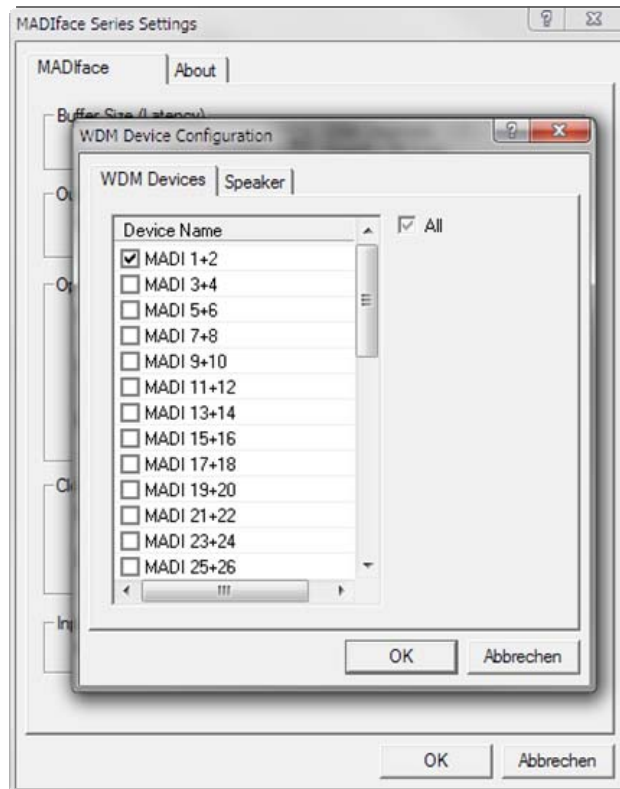 MADIface Series Settings
MADIface About
Buffer Size (Latency)
WDM Device Configuration
WDM Devices Speaker
Device Name
All
MADI 1+2
MADI 3+4
MADI 5+6
MADI 7+8
MADI 9+10
MADI 11+12
MADI 13+14
MADI 15+16
MADI 17+18
MADI 19+20
MADI 21+22
MADI 23+24
MADI 25+26
OK Abbrechen
OK Abbrechen